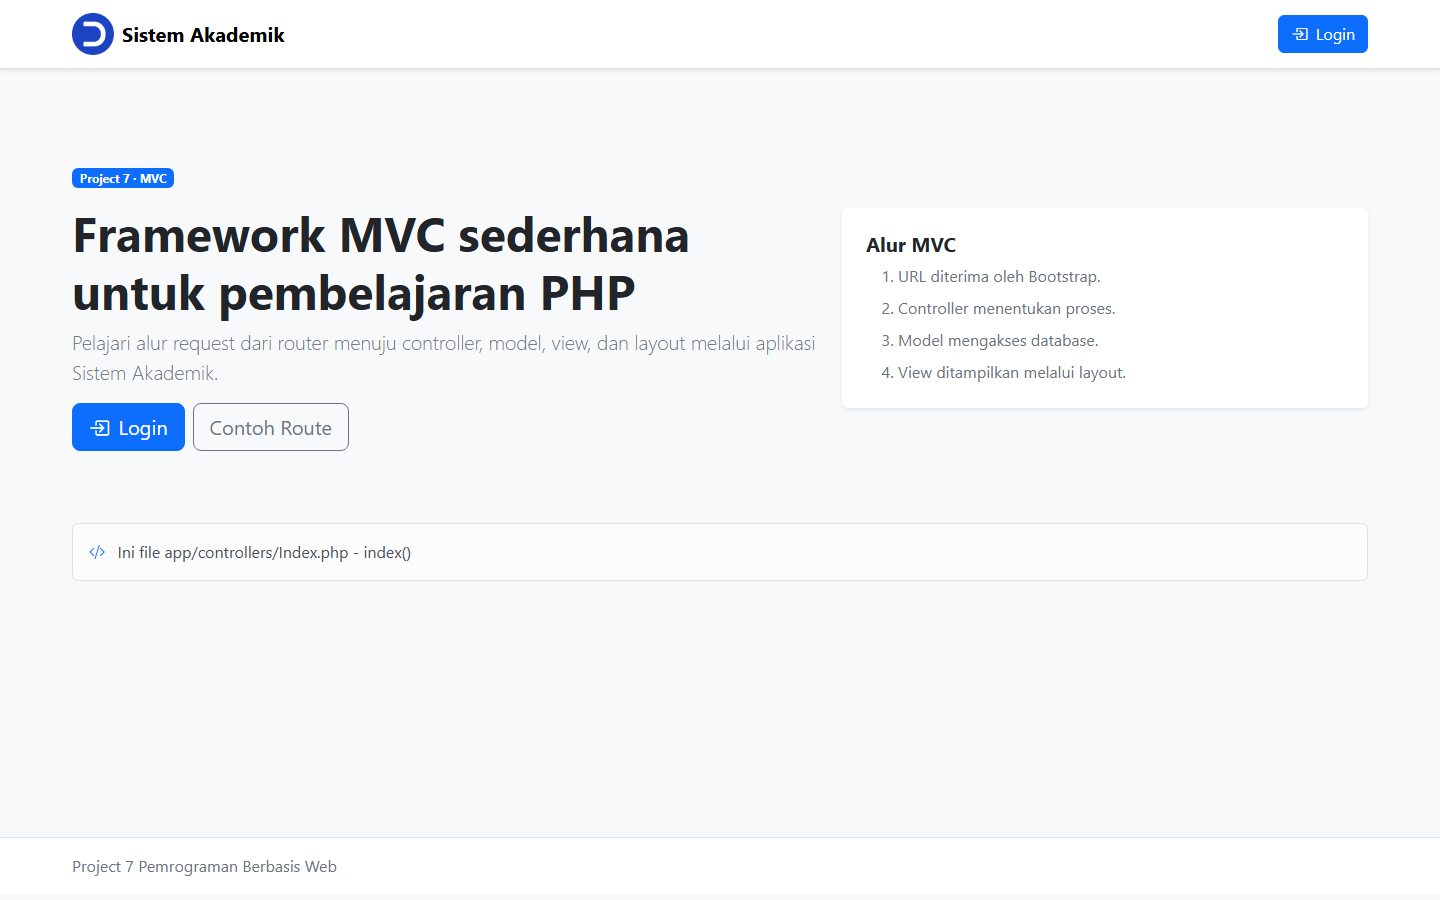 Sistem Akademik
Login
Project 7 · MVC
Framework MVC sederhana
untuk pembelajaran PHP
Pelajari alur request dari router menuju controller, model, view, dan layout melalui aplikasi
Sistem Akademik.
Login
Contoh Route
Alur MVC
1. URL diterima oleh Bootstrap.
2. Controller menentukan proses.
3. Model mengakses database.
4. View ditampilkan melalui layout.
</> Ini file app/controllers/Index.php - index()
Project 7 Pemrograman Berbasis Web